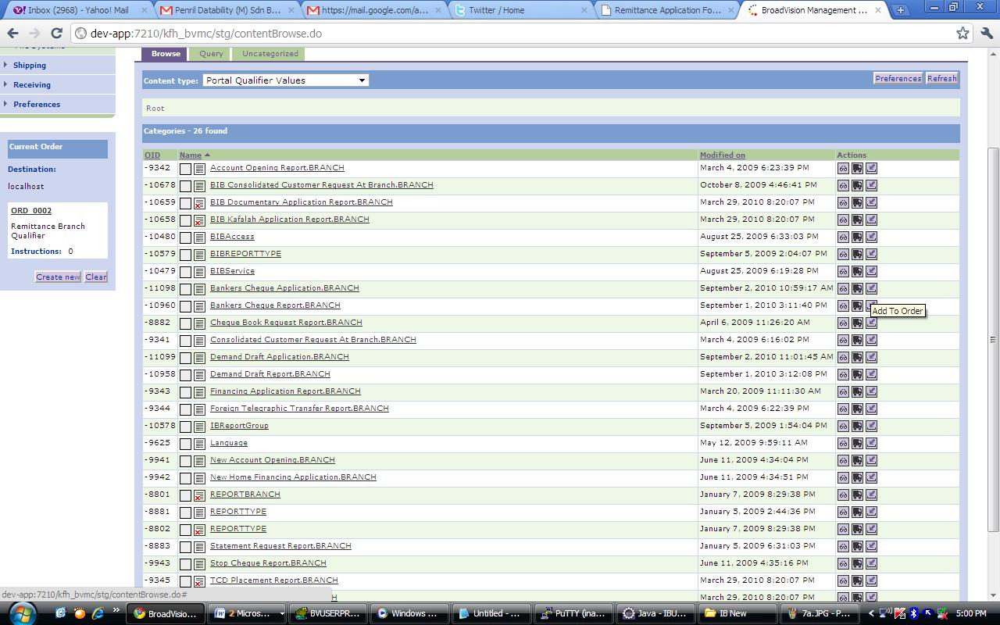 Inbox (2968) - Yahoo! Mail
Penril Datability (M) Sdn B...
https://mail.google.com/a...
Twitter / Home
Remittance Application Fo...
BroadVision Management ...
dev-app:7210/kfh_bvmc/stg/contentBrowse.do
Shipping
Receiving
Preferences
Current Order
Destination:
localhost
ORD_0002
Remittance Branch
Qualifier
Instructions: 0
Create new Clear
Browse Query Uncategorized
Content type: Portal Qualifier Values Preferences Refresh
Root
Categories - 26 found
OID Name Modified on Actions
-9342 Account Opening Report.BRANCH March 4, 2009 6:23:39 PM
-10678 BIB Consolidated Customer Request At Branch.BRANCH October 8, 2009 4:46:41 PM
-10659 BIB Documentary Application Report.BRANCH March 29, 2010 8:20:07 PM
-10658 BIB Kafalah Application Report.BRANCH March 29, 2010 8:20:07 PM
-10480 BIBAccess August 25, 2009 6:33:03 PM
-10579 BIBREPORTTYPE September 5, 2009 2:04:07 PM
-10479 BIBService August 25, 2009 6:19:28 PM
-11098 Bankers Cheque Application.BRANCH September 2, 2010 10:59:17 AM
-10960 Bankers Cheque Report.BRANCH September 1, 2010 3:11:40 PM
Add To Order
-8882 Cheque Book Request Report.BRANCH April 6, 2009 11:26:20 AM
-9341 Consolidated Customer Request At Branch.BRANCH March 4, 2009 6:16:02 PM
-11099 Demand Draft Application.BRANCH September 2, 2010 11:01:45 AM
-10958 Demand Draft Report.BRANCH September 1, 2010 3:12:08 PM
-9343 Financing Application Report.BRANCH March 20, 2009 11:11:30 AM
-9344 Foreign Telegraphic Transfer Report.BRANCH March 4, 2009 6:22:39 PM
-10578 IBReportGroup September 5, 2009 1:54:04 PM
-9625 Language May 12, 2009 9:59:11 AM
-9941 New Account Opening.BRANCH June 11, 2009 4:34:04 PM
-9942 New Home Financing Application.BRANCH June 11, 2009 4:34:51 PM
-8801 REPORTBRANCH January 7, 2009 8:29:38 PM
-8881 REPORTTYPE January 5, 2009 2:44:36 PM
-8802 REPORTTYPE January 7, 2009 8:29:38 PM
-8883 Statement Request Report.BRANCH January 5, 2009 6:31:03 PM
-9943 Stop Cheque Report.BRANCH June 11, 2009 4:35:16 PM
-9345 TCD Placement Report.BRANCH March 29, 2010 8:20:07 PM
March 29, 2010 8:20:07 PM
dev-app:7210/kfh_bvmc/stg/contentBrowse.do#
BroadVisio...
2 Micros...
BVUSERPR...
Windows ...
Untitled - ...
PuTTY (ina...
Java - IBU...
IB New
7a.JPG - P...
5:00 PM